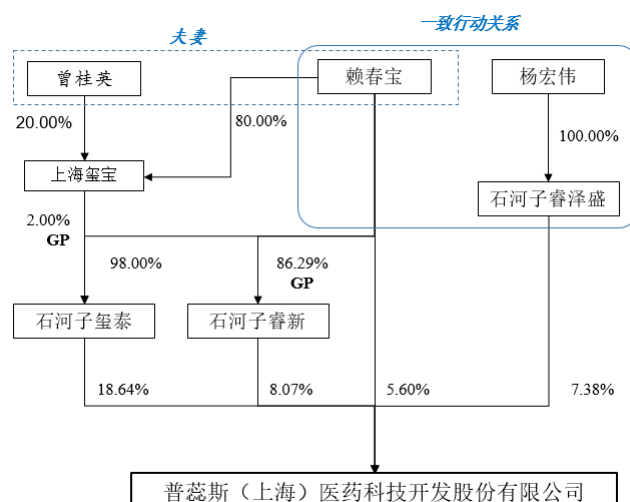 夫妻
一致行动关系
曾桂英
赖春宝
杨宏伟
20.00%
80.00%
100.00%
上海玺宝
石河子睿泽盛
2.00%
GP
98.00%
86.29%
GP
石河子玺泰
石河子睿新
18.64%
8.07%
5.60%
7.38%
普蕊斯（上海）医药科技开发股份有限公司